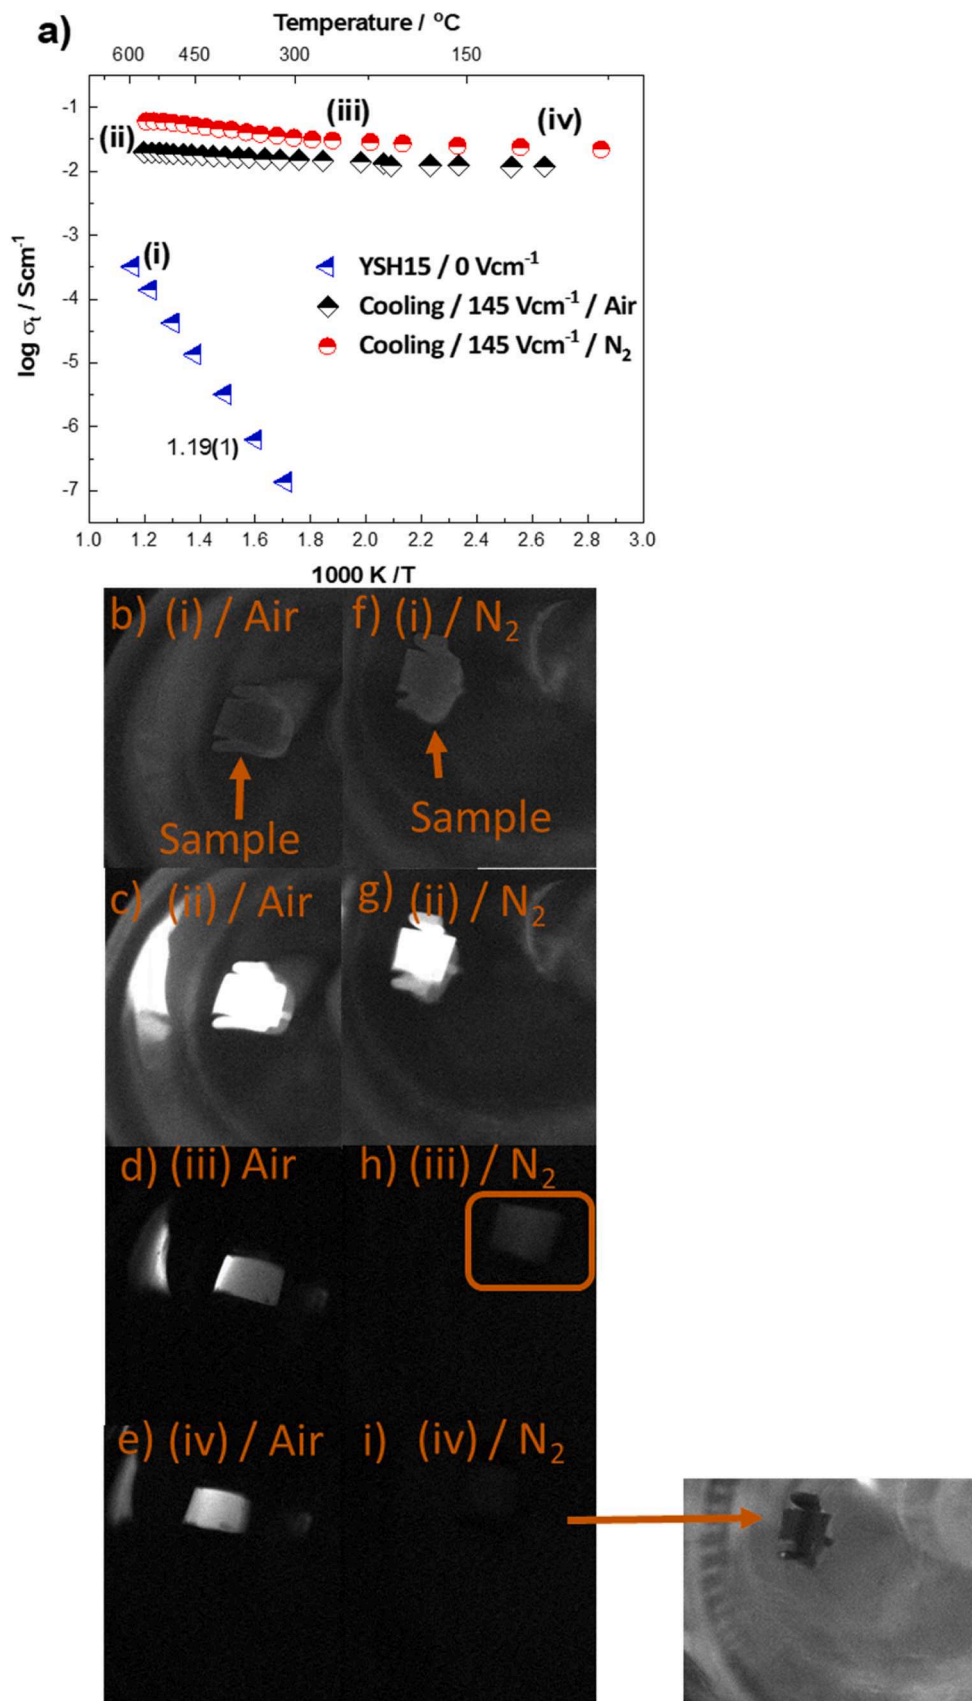 a)
Temperature / °C
600 450 300 150
-1
-2
-3
-4
-5
-6
-7
log σt / Scm⁻¹
(iii)
(iv)
(ii)
(i)
YSH15 / 0 Vcm⁻¹
Cooling / 145 Vcm⁻¹ / Air
Cooling / 145 Vcm⁻¹ / N₂
1.19(1)
1.0 1.2 1.4 1.6 1.8 2.0 2.2 2.4 2.6 2.8 3.0
1000 K /T
b) (i) / Air
Sample
f) (i) / N₂
Sample
c) (ii) / Air
g) (ii) / N₂
d) (iii) Air
h) (iii) / N₂
e) (iv) / Air
i) (iv) / N₂